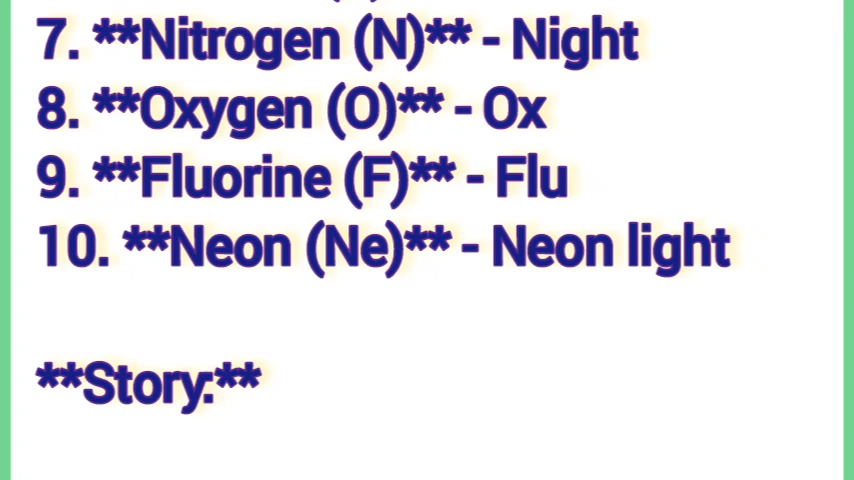 7. **Nitrogen (N)** - Night
8. **Oxygen (O)** - Ox
9. **Fluorine (F)** - Flu
10. **Neon (Ne)** - Neon light
**Story:**